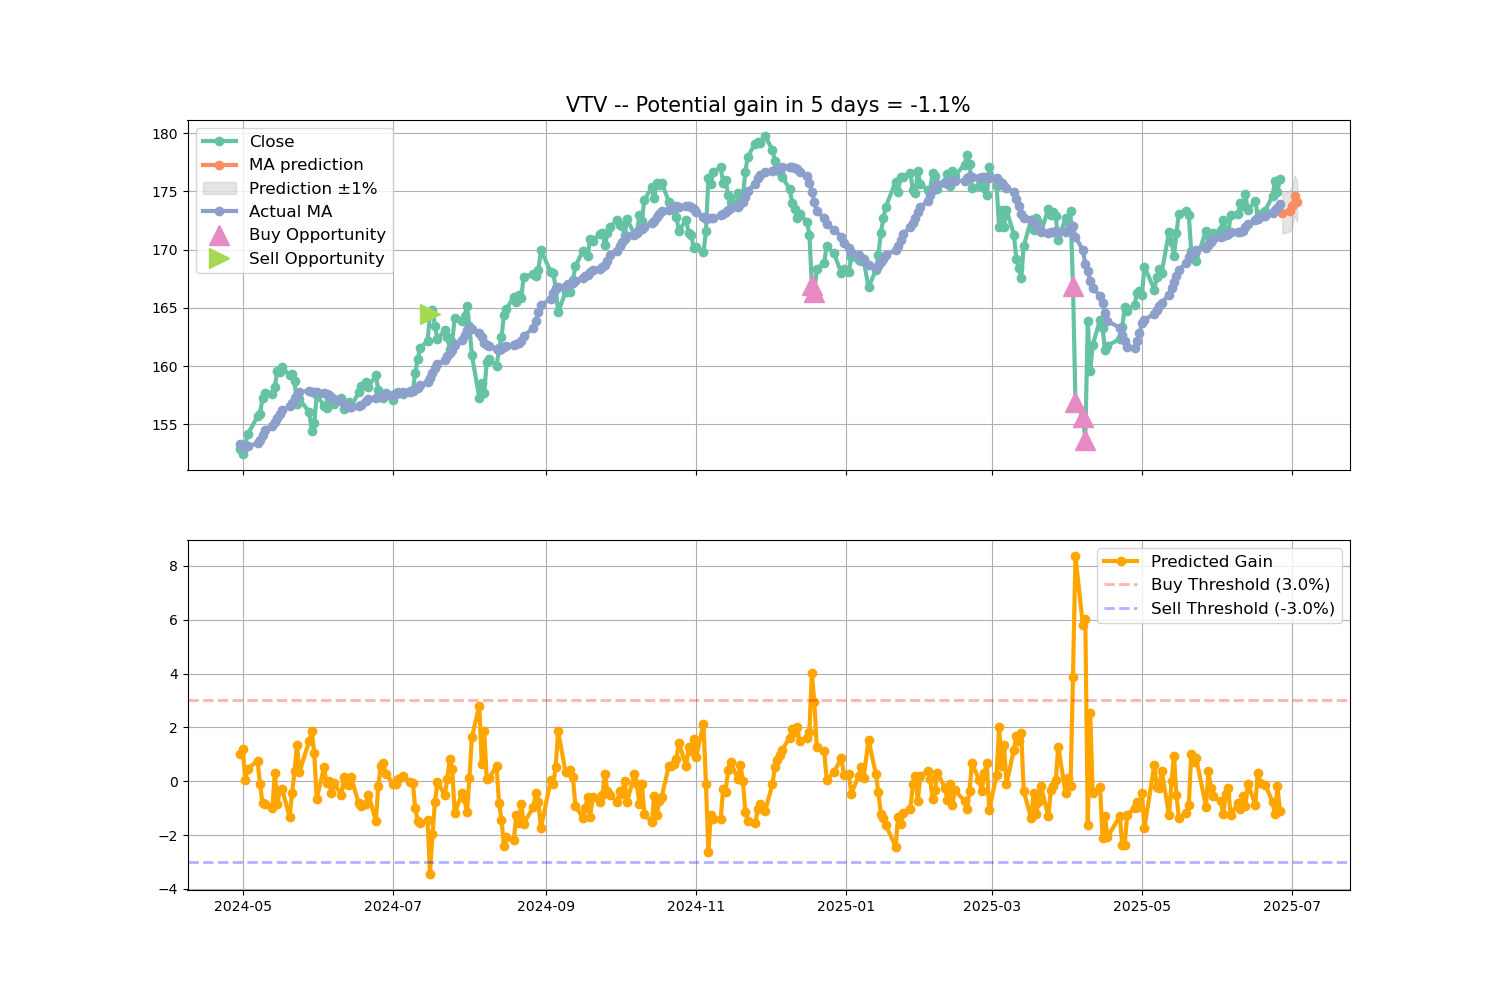 VTV -- Potential gain in 5 days = -1.1%
180
175
170
165
160
155
Close
MA prediction
Prediction ±1%
Actual MA
Buy Opportunity
Sell Opportunity
8
6
4
2
0
−2
−4
Predicted Gain
Buy Threshold (3.0%)
Sell Threshold (-3.0%)
2024-05
2024-07
2024-09
2024-11
2025-01
2025-03
2025-05
2025-07